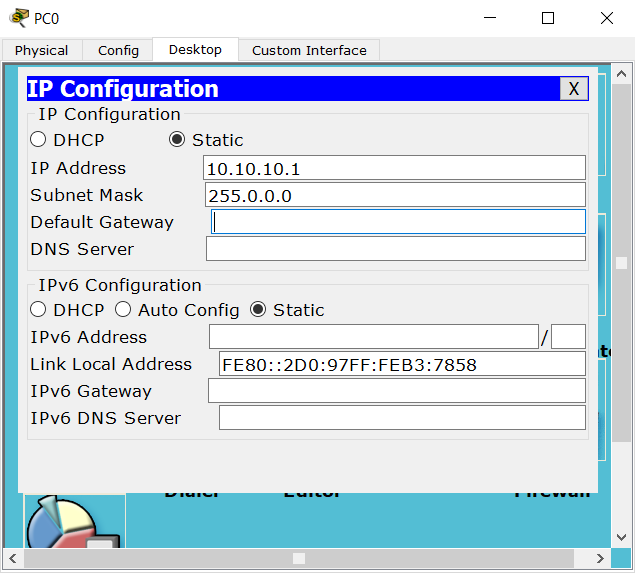 PC0
Physical Config Desktop Custom Interface
IP Configuration X
IP Configuration
DHCP Static
IP Address 10.10.10.1
Subnet Mask 255.0.0.0
Default Gateway
DNS Server
IPv6 Configuration
DHCP Auto Config Static
IPv6 Address /
Link Local Address FE80::2D0:97FF:FEB3:7858
IPv6 Gateway
IPv6 DNS Server
Dialer Editor Firewall